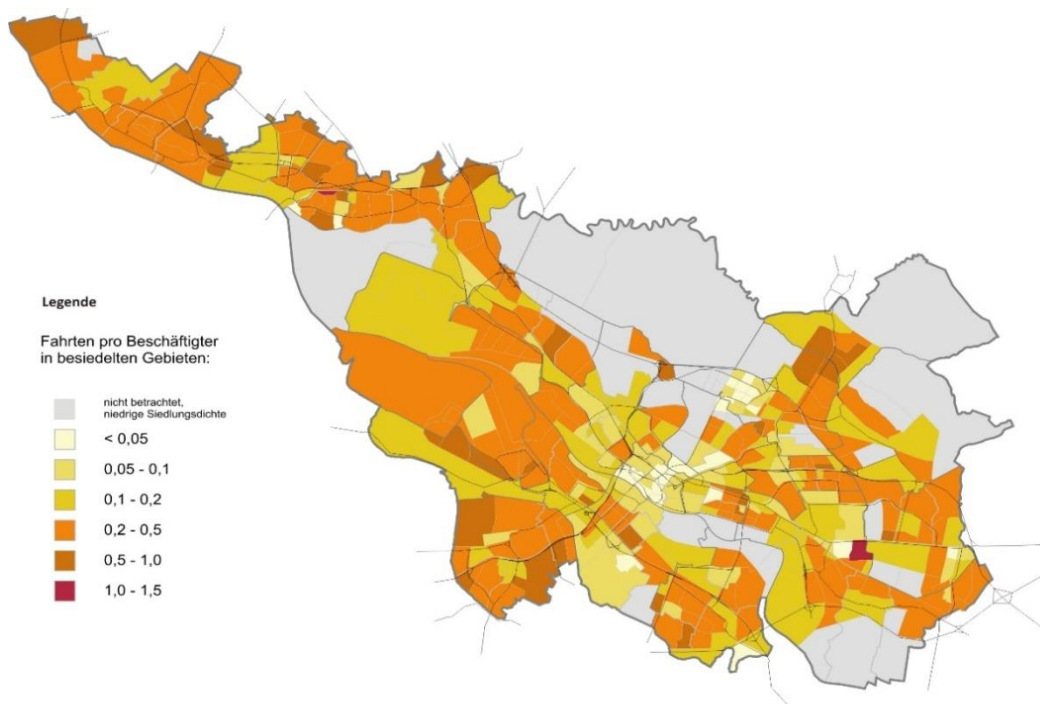 Legende
Fahrten pro Beschäftigter
in besiedelten Gebieten:
nicht betrachtet,
niedrige Siedlungsdichte
< 0,05
0,05 - 0,1
0,1 - 0,2
0,2 - 0,5
0,5 - 1,0
1,0 - 1,5